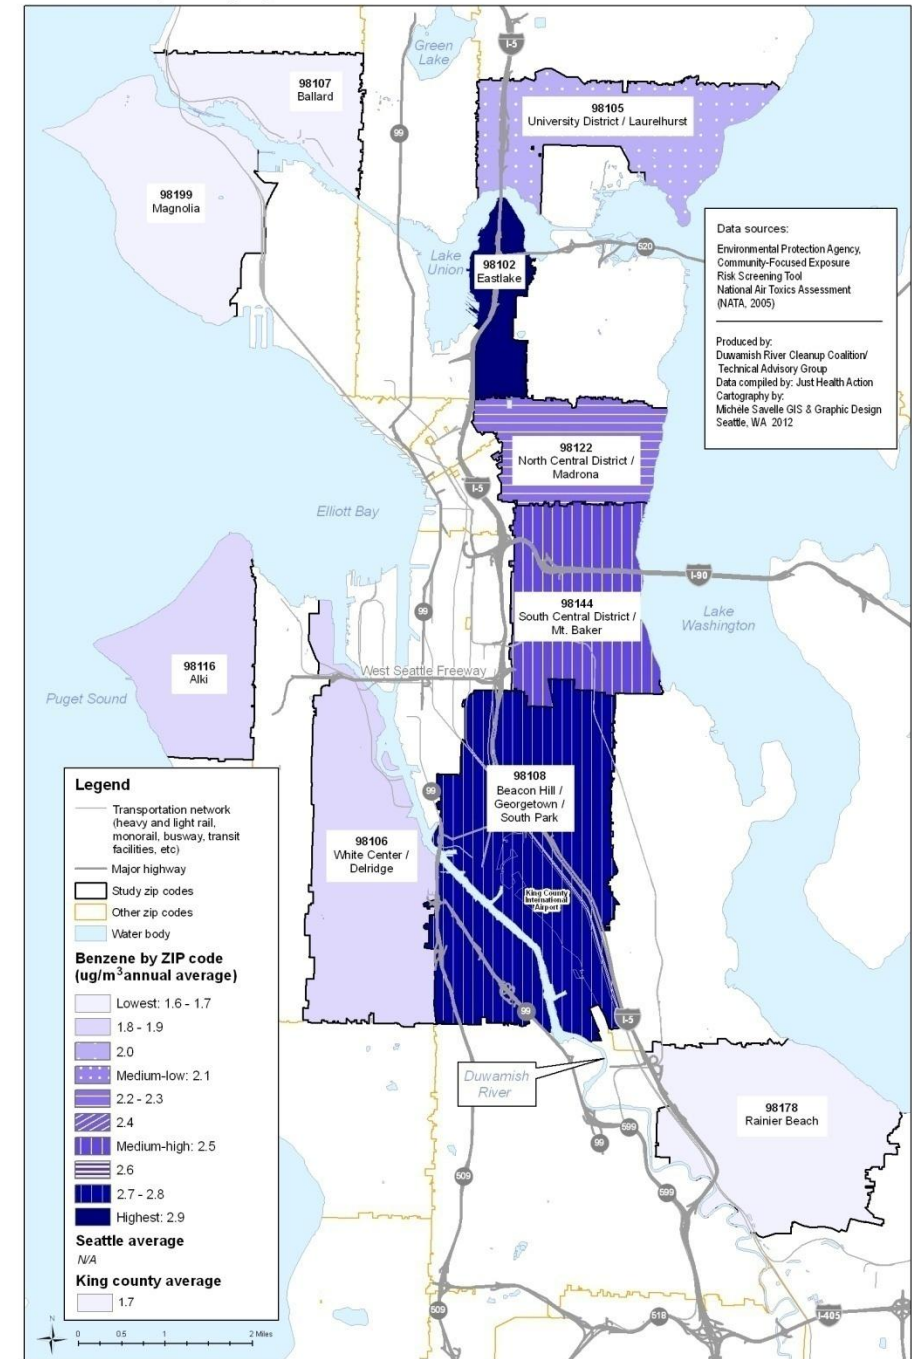 I-5
Green
Lake
98107
Ballard
98105
University District / Laurelhurst
99
98199
Magnolia
Data sources:
Environmental Protection Agency,
Community-Focused Exposure
Risk Screening Tool
National Air Toxics Assessment
(NATA, 2005)
Produced by:
Duwamish River Cleanup Coalition/
Technical Advisory Group
Data compiled by: Just Health Action
Cartography by:
Michèle Savelle GIS & Graphic Design
Seattle, WA 2012
520
Lake
Union
98102
Eastlake
98122
North Central District /
Madrona
I-5
Elliott Bay
I-90
98144
South Central District /
Mt. Baker
99
Lake
Washington
98116
Alki
West Seattle Freeway
Puget Sound
98108
Beacon Hill /
Georgetown /
South Park
99
98106
White Center /
Delridge
King County
International
Airport
99
I-5
Duwamish
River
98178
Rainier Beach
599
99
509
599
509
518
I-405
Legend
Transportation network
(heavy and light rail,
monorail, busway, transit
facilities, etc)
Major highway
Study zip codes
Other zip codes
Water body
Benzene by ZIP code
(ug/m³annual average)
Lowest: 1.6 - 1.7
1.8 - 1.9
2.0
Medium-low: 2.1
2.2 - 2.3
2.4
Medium-high: 2.5
2.6
2.7 - 2.8
Highest: 2.9
Seattle average
N/A
King county average
1.7
N
0 0.5 1 2 Miles